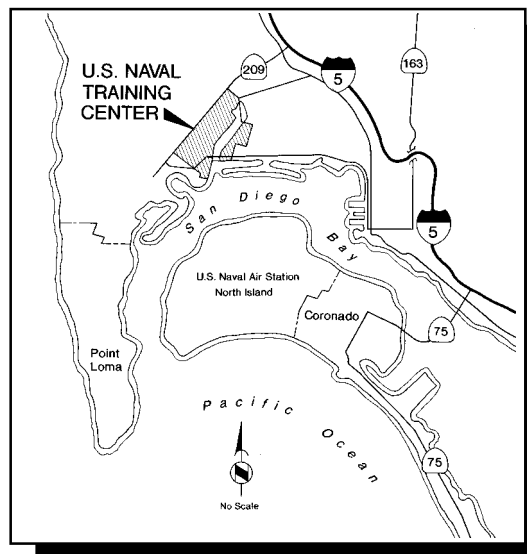 209
5
163
U.S. NAVAL
TRAINING
CENTER
San Diego Bay
5
U.S. Naval Air Station
North Island
Coronado
75
Point
Loma
Pacific Ocean
75
No Scale